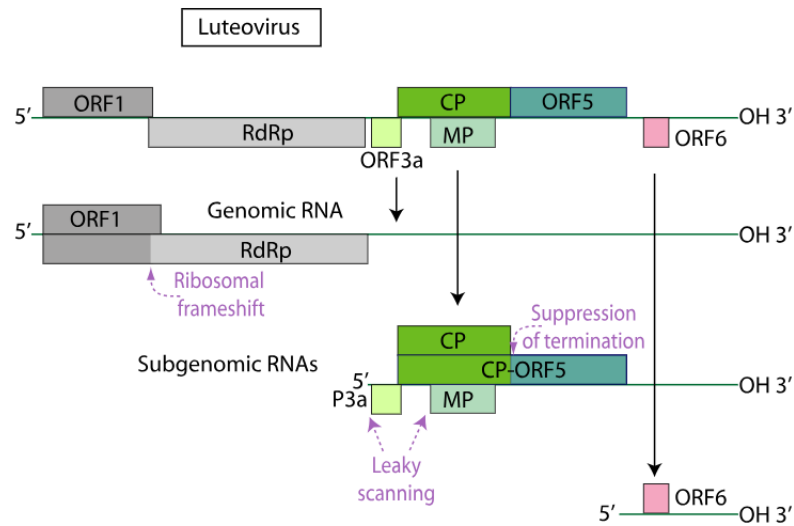 Luteovirus
ORF1
CP
ORF5
5′
OH 3′
RdRp
ORF3a
MP
ORF6
ORF1
Genomic RNA
5′
OH 3′
RdRp
Ribosomal
frameshift
Suppression
of termination
CP
Subgenomic RNAs
CP-ORF5
5′
OH 3′
P3a
MP
Leaky
scanning
ORF6
5′
OH 3′